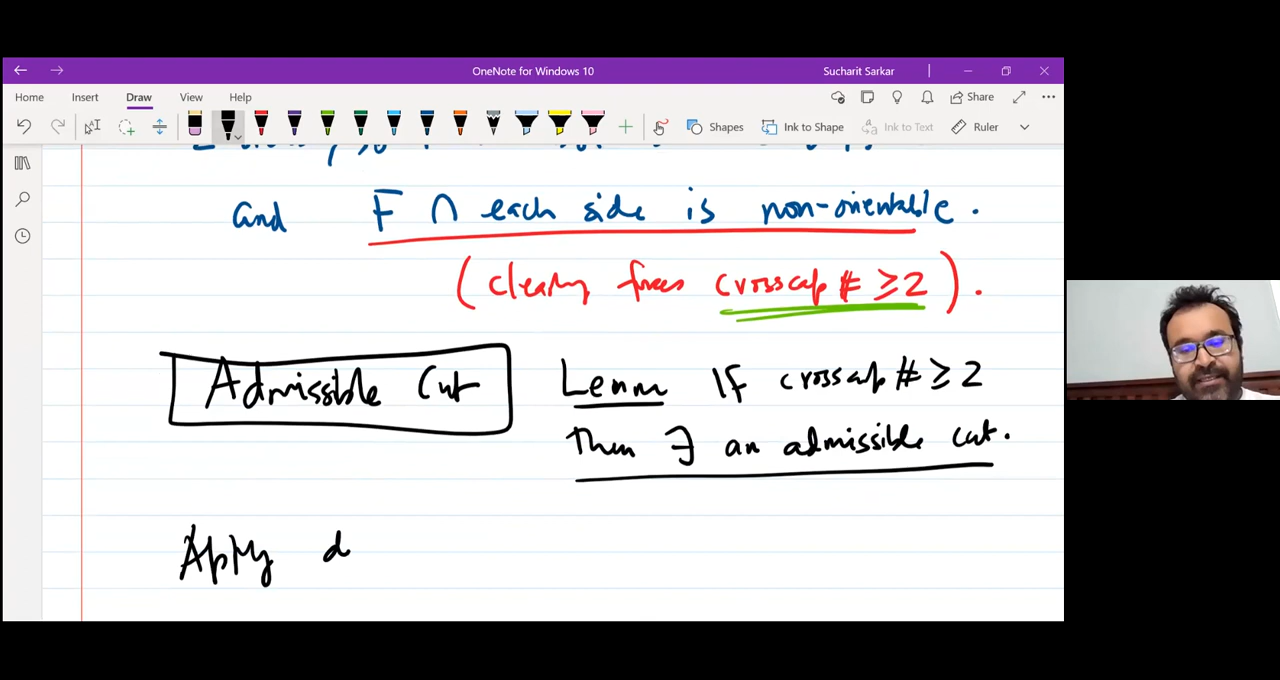 OneNote for Windows 10
Sucharit Sarkar
Home Insert Draw View Help
Share
Shapes
Ink to Shape
Ink to Text
Ruler
and F ∩ each side is non-orientable.
(clearly forces crosscap # ≥ 2).
Admissible Cut
Lemma If crosscap # ≥ 2
then ∃ an admissible cut.
Apply d